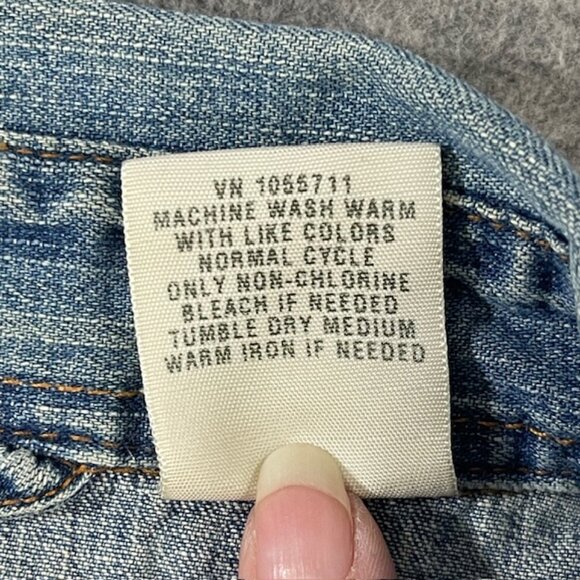 VN 1055711
MACHINE WASH WARM
WITH LIKE COLORS
NORMAL CYCLE
ONLY NON-CHLORINE
BLEACH IF NEEDED
TUMBLE DRY MEDIUM
WARM IRON IF NEEDED